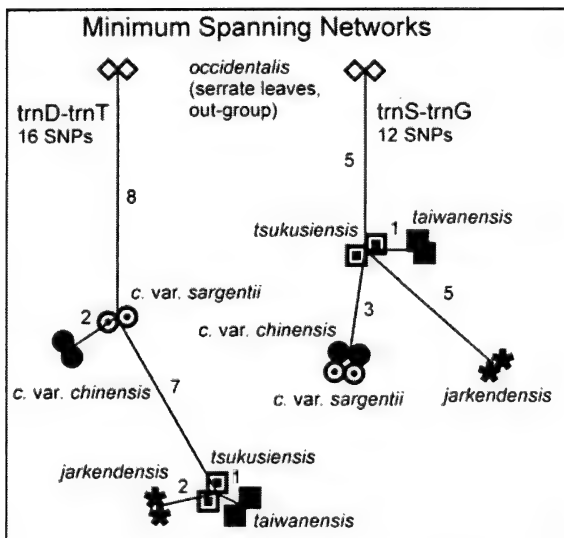 Minimum Spanning Networks
occidentalis
(serrate leaves,
out-group)
trnD-trnT
16 SNPs
8
c. var. sargentii
2
c. var. chinensis
7
tsukusiensis
jarkendensis
1
2
taiwanensis
trnS-trnG
12 SNPs
5
taiwanensis
1
tsukusiensis
5
3
c. var. chinensis
c. var. sargentii
jarkendensis